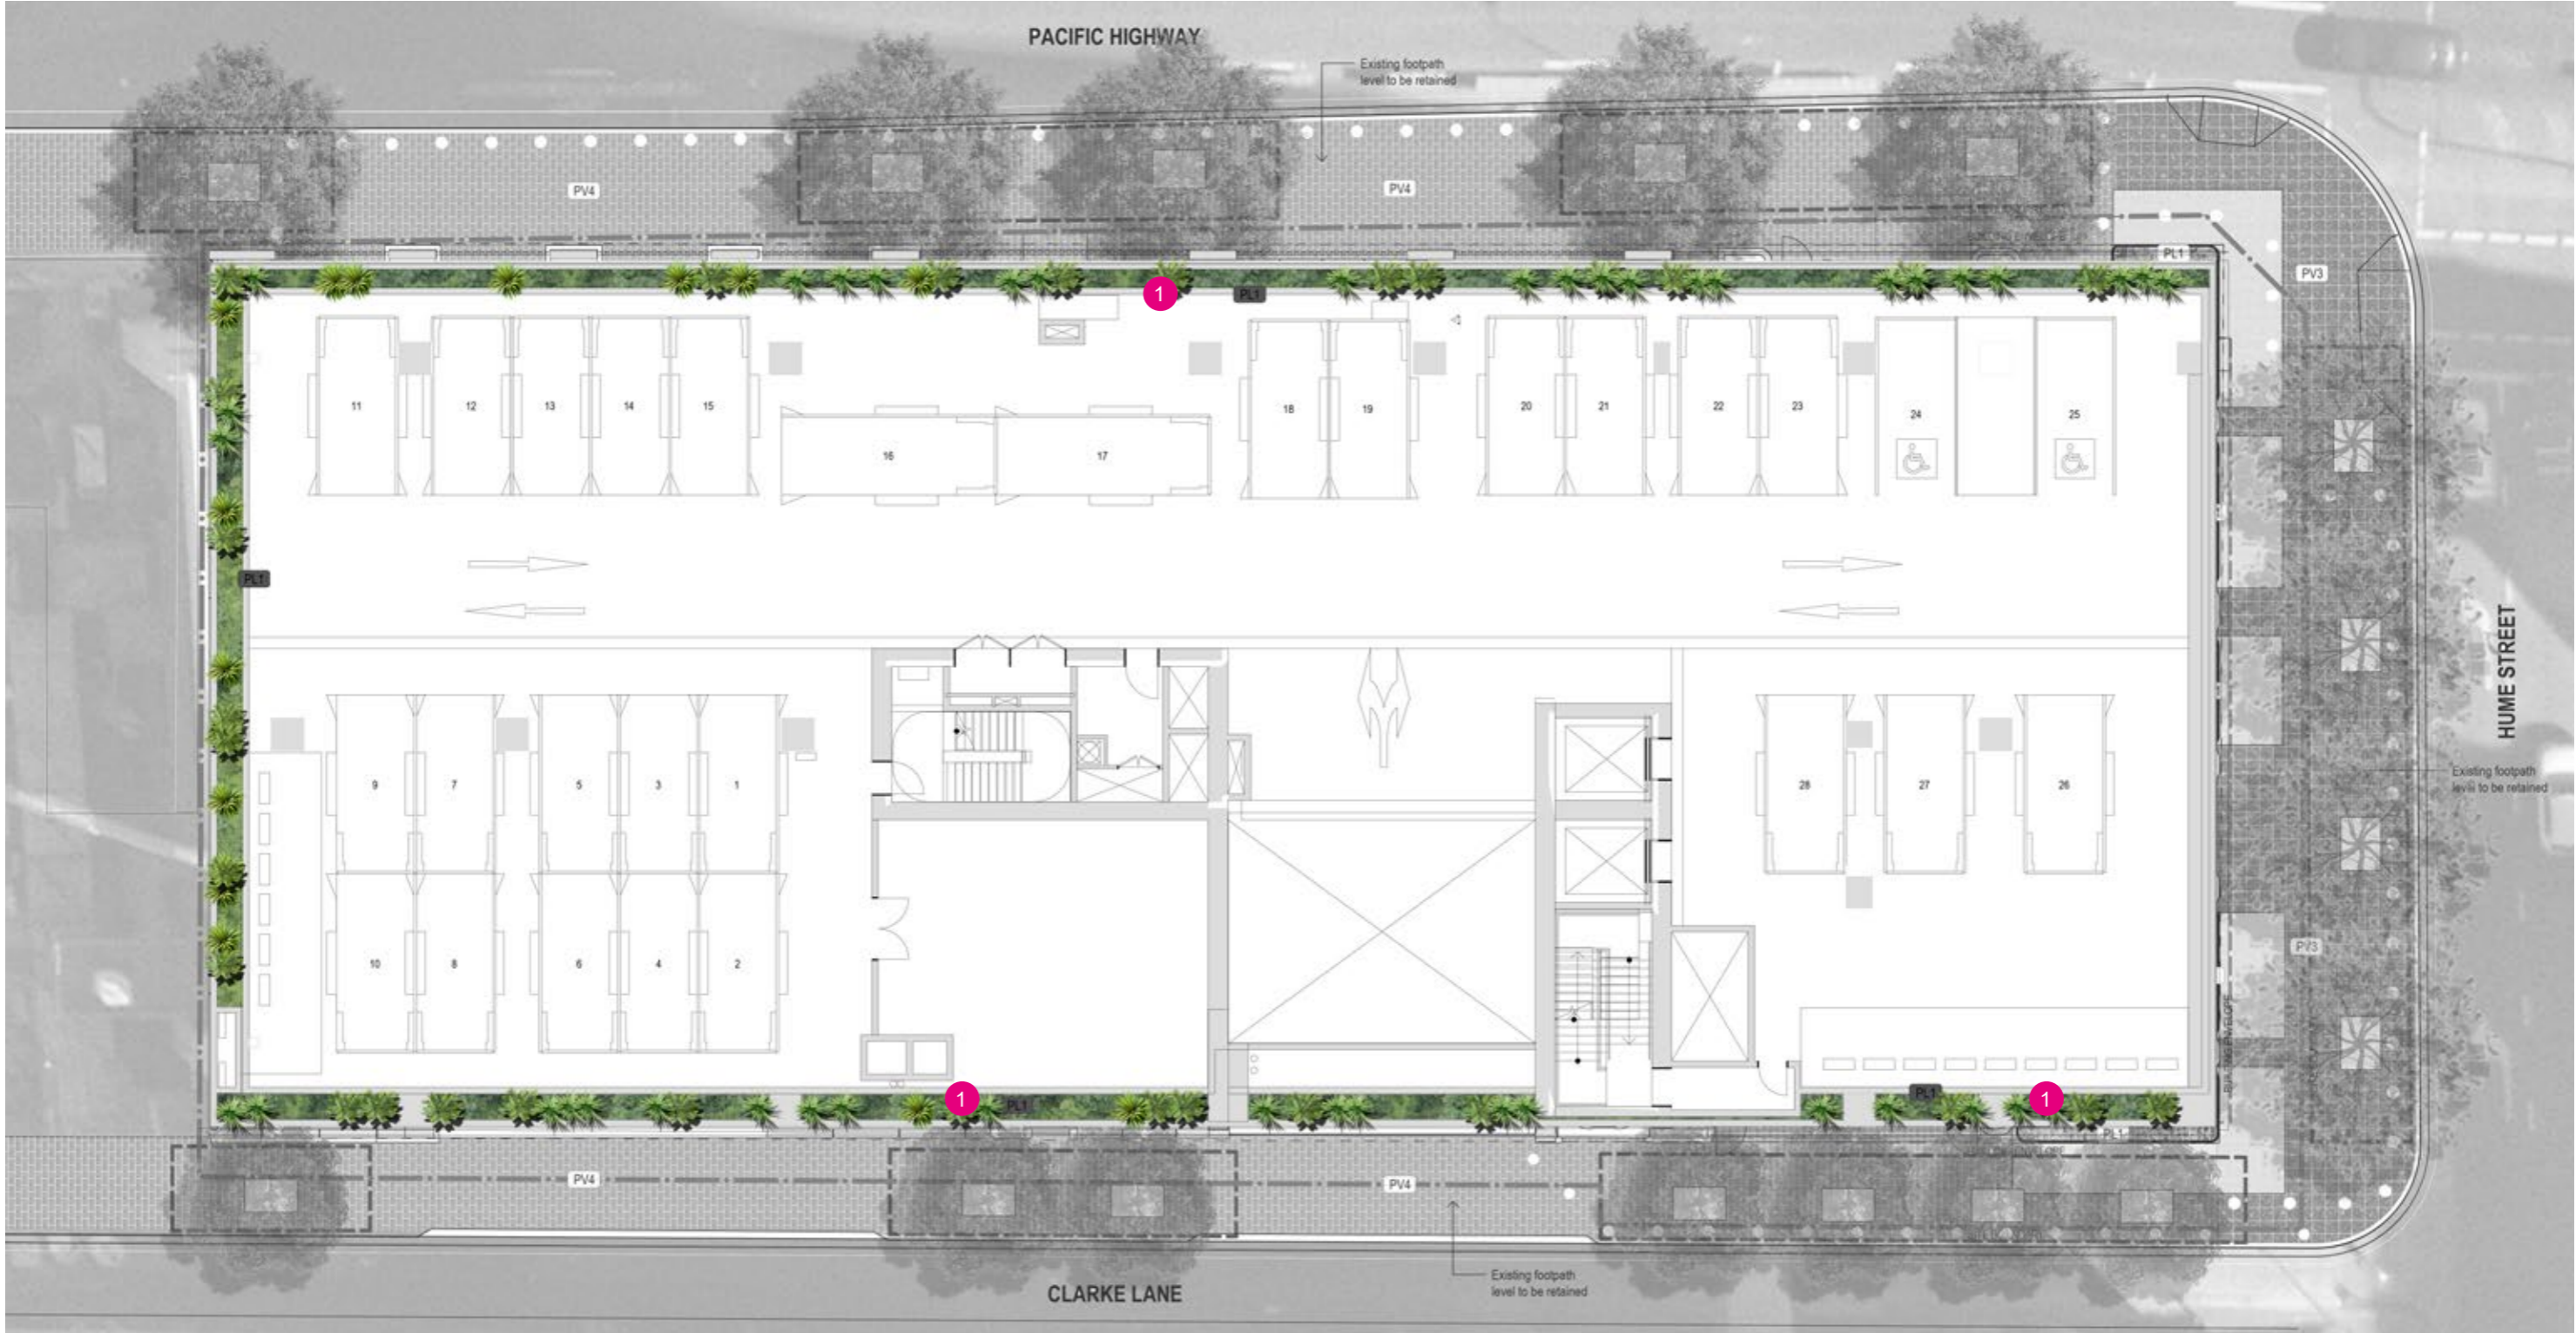 PACIFIC HIGHWAY
Existing footpath
level to be retained
PV4
PV4
PL1
PV3
1
PL1
11
12
13
14
15
16
17
18
19
20
21
22
23
24
25
PL1
HUME STREET
9
7
5
3
1
28
27
26
Existing footpath
level to be retained
10
8
6
4
2
PV3
BUILDING ENVELOPE
1
PL1
PL1
1
PL1
ENVELOPE
PV4
PV4
Existing footpath
level to be retained
CLARKE LANE